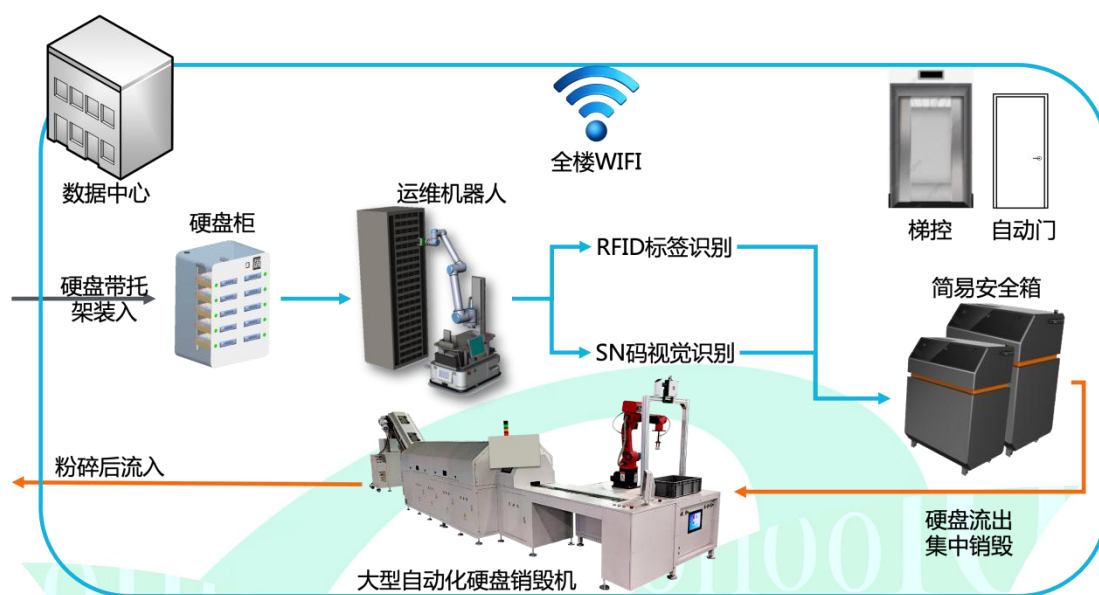 数据中心
全楼WIFI
梯控
自动门
硬盘柜
运维机器人
硬盘带托
架装入
RFID标签识别
SN码视觉识别
简易安全箱
粉碎后流入
硬盘流出
集中销毁
大型自动化硬盘销毁机